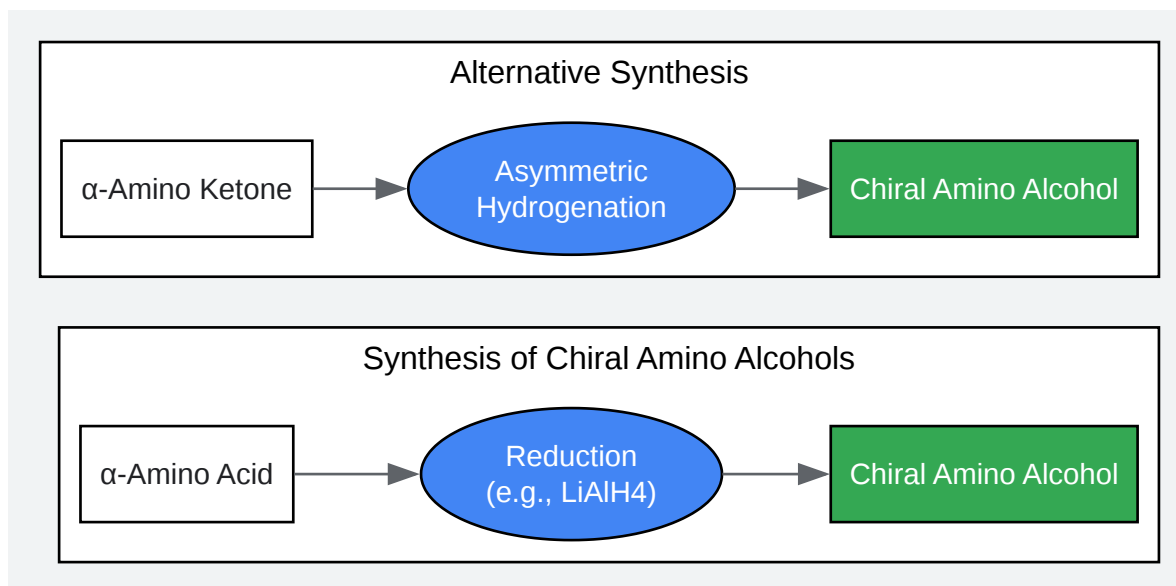 Alternative Synthesis
α-Amino Ketone
Asymmetric
Hydrogenation
Chiral Amino Alcohol
Synthesis of Chiral Amino Alcohols
α-Amino Acid
Reduction
(e.g., LiAlH4)
Chiral Amino Alcohol